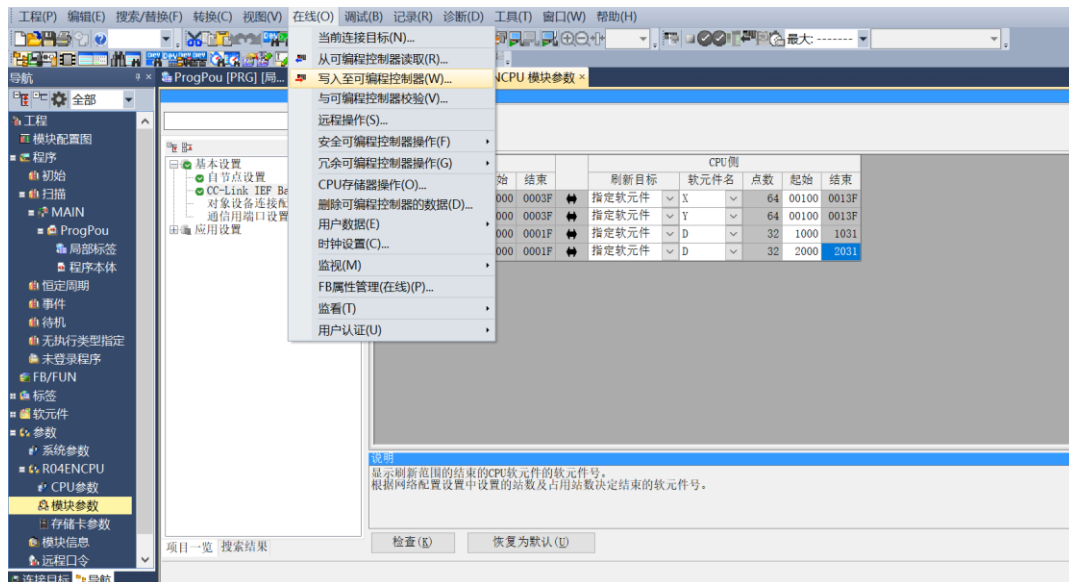 工程(P) 编辑(E) 搜索/替换(F) 转换(C) 视图(V) 在线(O) 调试(B) 记录(R) 诊断(D) 工具(T) 窗口(W) 帮助(H)
最大: -------
导航
ProgPou [PRG] [局...
NCPU 模块参数
全部
工程
模块配置图
程序
初始
扫描
MAIN
ProgPou
局部标签
程序本体
恒定周期
事件
待机
无执行类型指定
未登录程序
FB/FUN
标签
软元件
参数
系统参数
R04ENCPU
CPU参数
模块参数
存储卡参数
模块信息
远程口令
连接目标 导航
当前连接目标(N)...
从可编程控制器读取(R)...
写入至可编程控制器(W)...
与可编程控制器校验(V)...
远程操作(S)...
安全可编程控制器操作(F)
冗余可编程控制器操作(G)
CPU存储器操作(O)...
删除可编程控制器的数据(D)...
用户数据(E)
时钟设置(C)...
监视(M)
FB属性管理(在线)(P)...
监看(T)
用户认证(U)
基本设置
自节点设置
CC-Link IEF Ba
对象设备连接配
通信用端口设置
应用设置
项目一览 搜索结果
CPU侧
始 结束 刷新目标 软元件名 点数 起始 结束
000 0003F 指定软元件 X 64 00100 0013F
000 0003F 指定软元件 Y 64 00100 0013F
000 0001F 指定软元件 D 32 1000 1031
000 0001F 指定软元件 D 32 2000 2031
说明
显示刷新范围的结束的CPU软元件的软元件号。
根据网络配置设置中设置的站数及占用站数决定结束的软元件号。
检查(K) 恢复为默认(U)